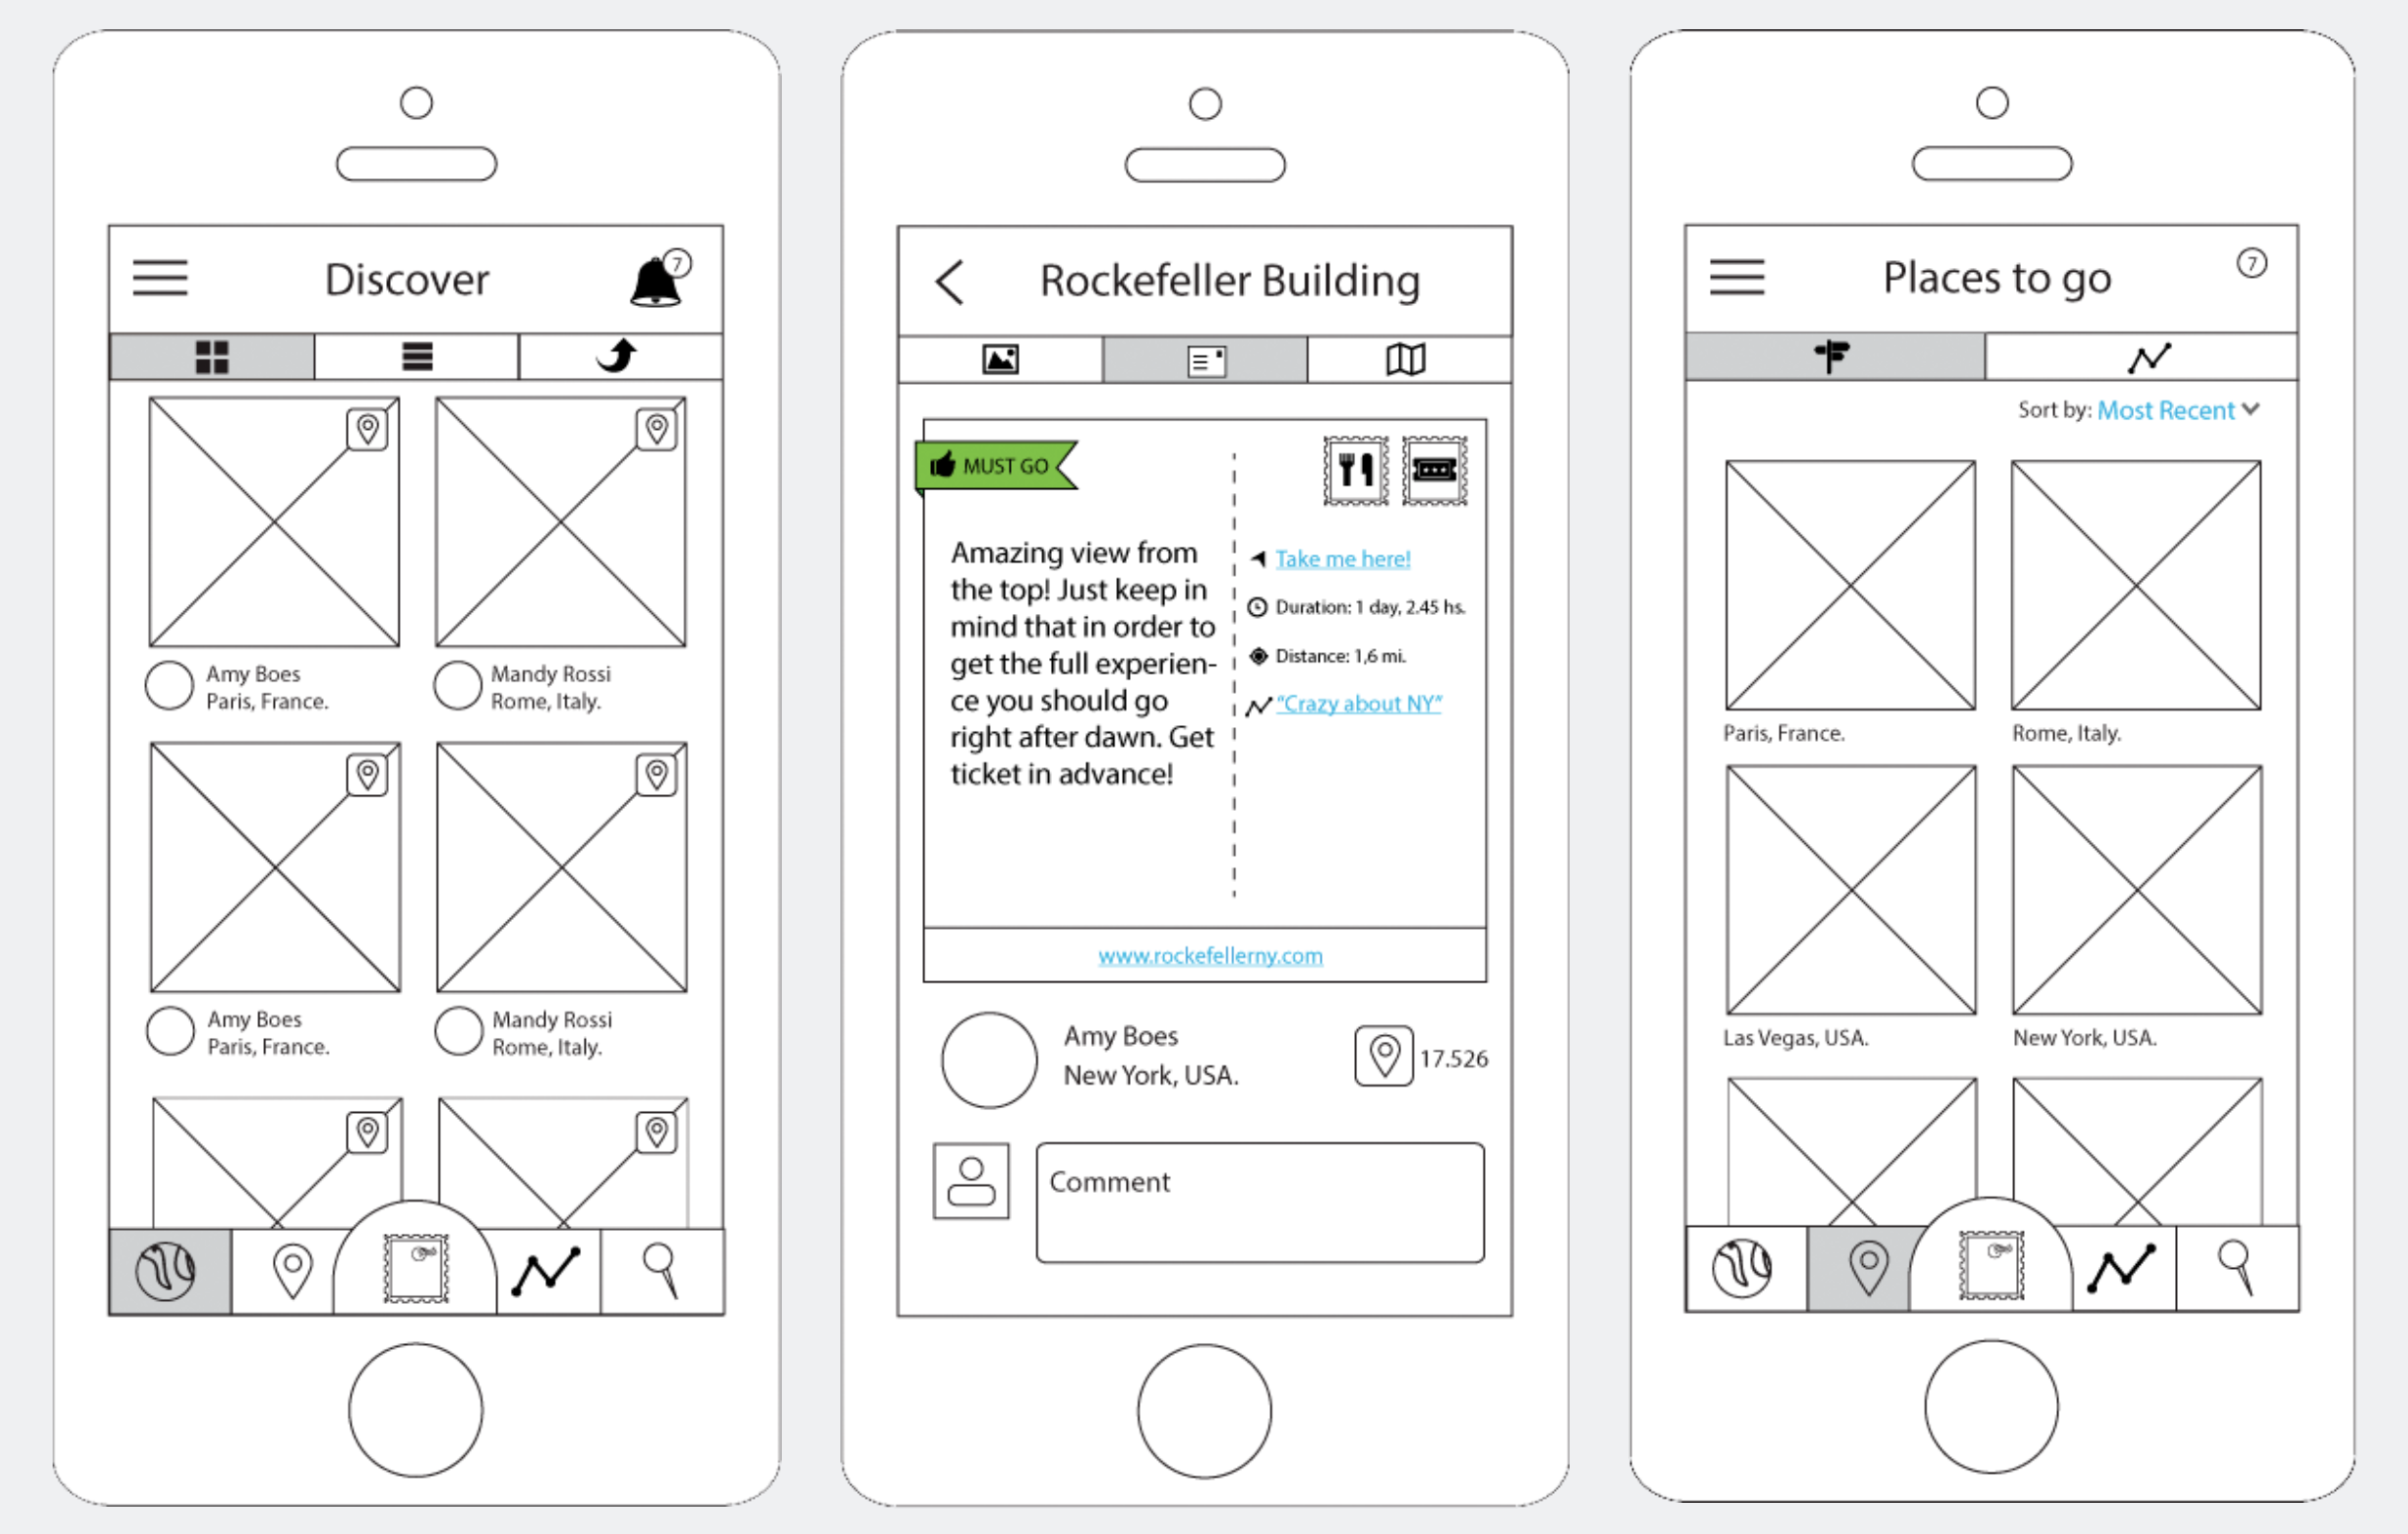 Discover
7
Amy Boes
Paris, France.
Mandy Rossi
Rome, Italy.
Amy Boes
Paris, France.
Mandy Rossi
Rome, Italy.
Rockefeller Building
MUST GO
Amazing view from
the top! Just keep in
mind that in order to
get the full experien-
ce you should go
right after dawn. Get
ticket in advance!
Take me here!
Duration: 1 day, 2.45 hs.
Distance: 1,6 mi.
“Crazy about NY”
www.rockefellerny.com
Amy Boes
New York, USA.
17.526
Comment
Places to go
7
Sort by: Most Recent
Paris, France.
Rome, Italy.
Las Vegas, USA.
New York, USA.